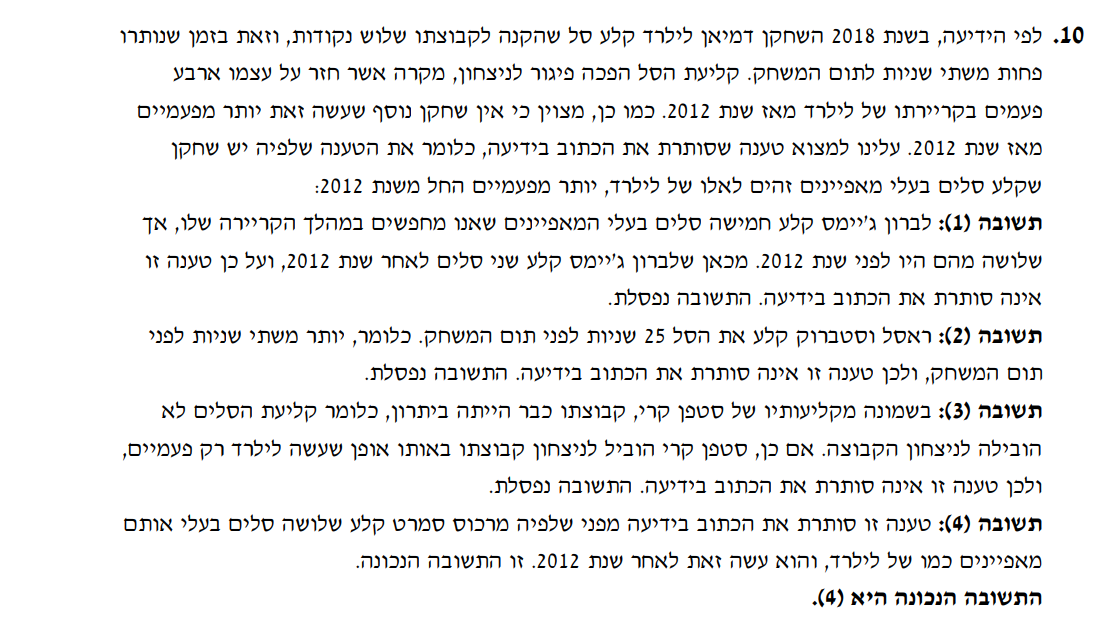 10. לפי הידיעה, בשנת 2018 השחקן דמיאן לילרד קלע סל שהקנה לקבוצתו שלוש נקודות, וזאת בזמן שנותרו
פחות משתי שניות לתום המשחק. קליעת הסל הפכה פיגור לניצחון, מקרה אשר חזר על עצמו ארבע
פעמים בקריירתו של לילרד מאז שנת 2012. כמו כן, מצוין כי אין שחקן נוסף שעשה זאת יותר מפעמיים
מאז שנת 2012. עלינו למצוא טענה שסותרת את הכתוב בידיעה, כלומר את הטענה שלפיה יש שחקן
שקלע סלים בעלי מאפיינים זהים לאלו של לילרד, יותר מפעמיים החל משנת 2012:
תשובה (1): לברון ג'יימס קלע חמישה סלים בעלי המאפיינים שאנו מחפשים במהלך הקריירה שלו, אך
שלושה מהם היו לפני שנת 2012. מכאן שלברון ג'יימס קלע שני סלים לאחר שנת 2012, ועל כן טענה זו
אינה סותרת את הכתוב בידיעה. התשובה נפסלת.
תשובה (2): ראסל וסטברוק קלע את הסל 25 שניות לפני תום המשחק. כלומר, יותר משתי שניות לפני
תום המשחק, ולכן טענה זו אינה סותרת את הכתוב בידיעה. התשובה נפסלת.
תשובה (3): בשמונה מקליעותיו של סטפן קרי, קבוצתו כבר הייתה ביתרון, כלומר קליעת הסלים לא
הובילה לניצחון הקבוצה. אם כן, סטפן קרי הוביל לניצחון קבוצתו באותו אופן שעשה לילרד רק פעמיים,
ולכן טענה זו אינה סותרת את הכתוב בידיעה. התשובה נפסלת.
תשובה (4): טענה זו סותרת את הכתוב בידיעה מפני שלפיה מרכוס סמרט קלע שלושה סלים בעלי אותם
מאפיינים כמו של לילרד, והוא עשה זאת לאחר שנת 2012. זו התשובה הנכונה.
התשובה הנכונה היא (4).